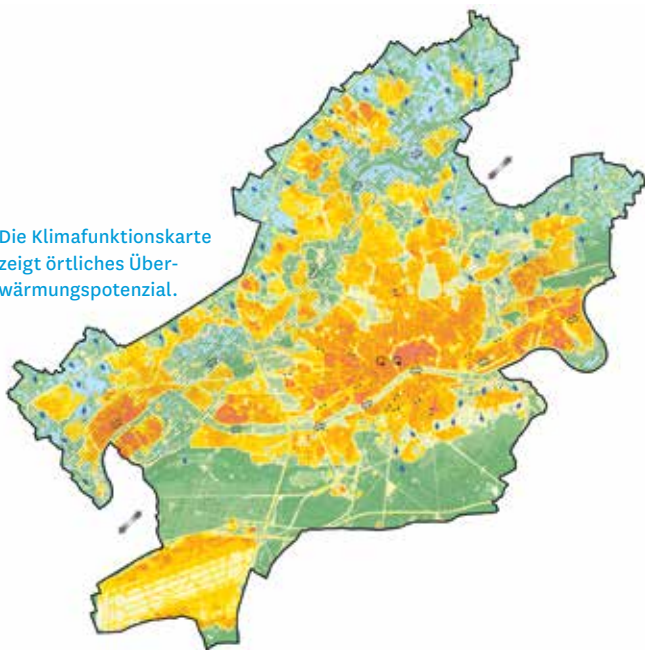 Die Klimafunktionskarte
zeigt örtliches Über-
wärmungspotenzial.